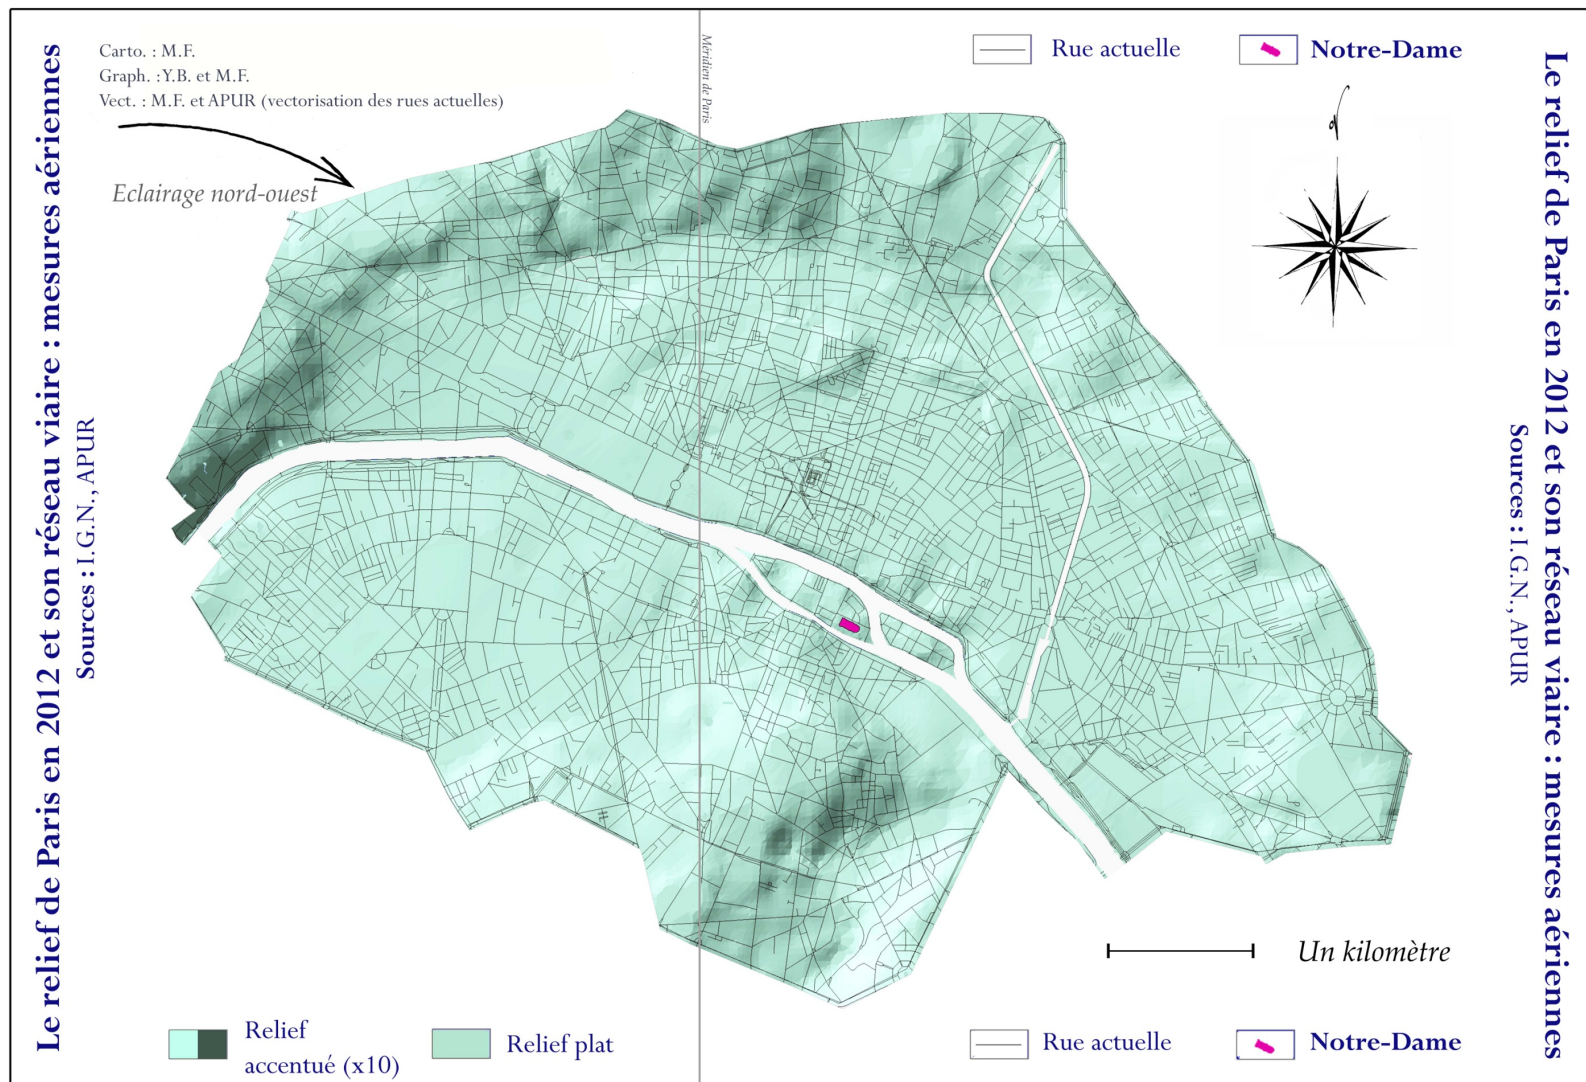 Carto. : M.F.
Graph. :Y.B. et M.F.
Vect. : M.F. et APUR (vectorisation des rues actuelles)
Eclairage nord-ouest
Méridien de Paris
Rue actuelle
Notre-Dame
Le relief de Paris en 2012 et son réseau viaire : mesures aériennes
Sources : I.G.N., APUR
Le relief de Paris en 2012 et son réseau viaire : mesures aériennes
Sources : I.G.N., APUR
Un kilomètre
Relief
accentué (x10)
Relief plat
Rue actuelle
Notre-Dame